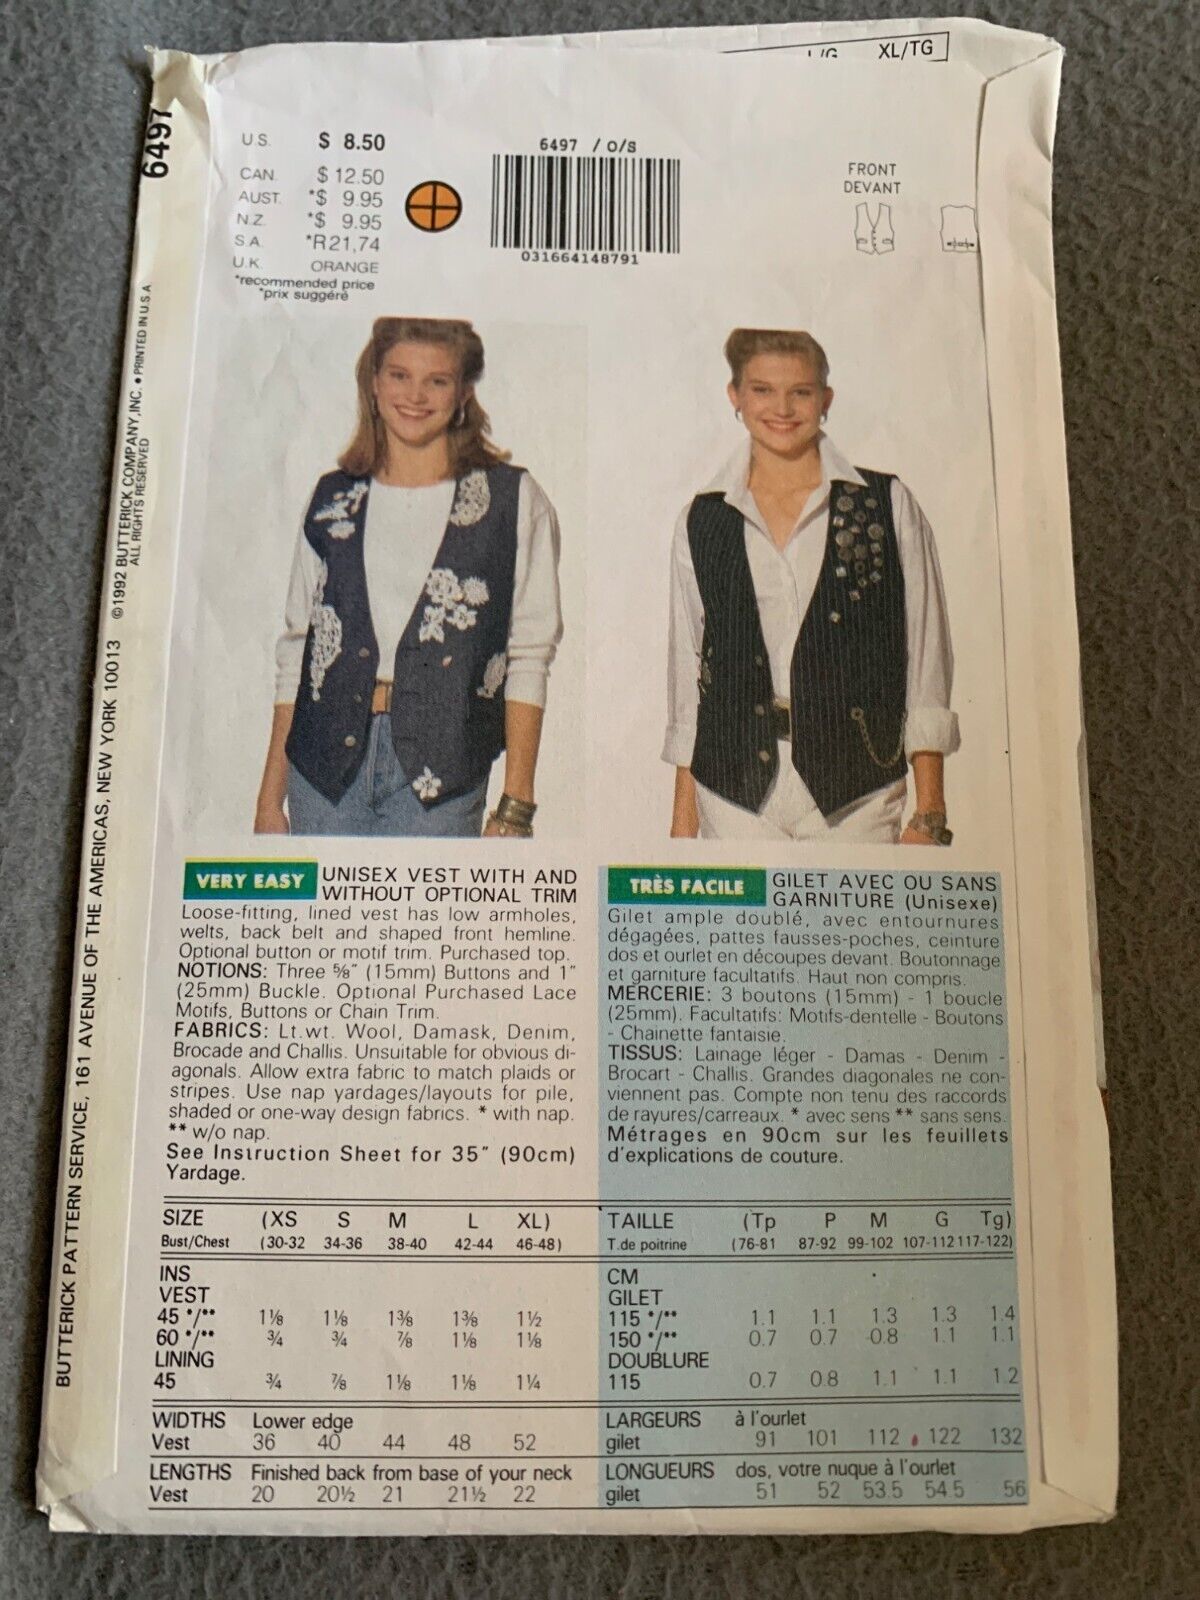 L/G XL/TG
6497
U.S. $ 8.50
CAN. $ 12.50
AUST. *$ 9.95
N.Z. *$ 9.95
S.A. *R21,74
U.K. ORANGE
*recommended price
*prix suggéré
6497 / O/S
031664148791
FRONT
DEVANT
BUTTERICK PATTERN SERVICE, 161 AVENUE OF THE AMERICAS, NEW YORK 10013
©1992 BUTTERICK COMPANY, INC. • PRINTED IN U.S.A
ALL RIGHTS RESERVED
VERY EASY UNISEX VEST WITH AND
WITHOUT OPTIONAL TRIM
Loose-fitting, lined vest has low armholes,
welts, back belt and shaped front hemline.
Optional button or motif trim. Purchased top.
NOTIONS: Three ⅝" (15mm) Buttons and 1"
(25mm) Buckle. Optional Purchased Lace
Motifs, Buttons or Chain Trim.
FABRICS: Lt.wt. Wool, Damask, Denim,
Brocade and Challis. Unsuitable for obvious di-
agonals. Allow extra fabric to match plaids or
stripes. Use nap yardages/layouts for pile,
shaded or one-way design fabrics. * with nap.
** w/o nap.
See Instruction Sheet for 35" (90cm)
Yardage.
TRÈS FACILE GILET AVEC OU SANS
GARNITURE (Unisexe)
Gilet ample doublé, avec entournures
dégagées, pattes fausses-poches, ceinture
dos et ourlet en découpes devant. Boutonnage
et garniture facultatifs. Haut non compris.
MERCERIE: 3 boutons (15mm) - 1 boucle
(25mm). Facultatifs: Motifs-dentelle - Boutons
- Chainette fantaisie.
TISSUS: Lainage léger - Damas - Denim -
Brocart - Challis. Grandes diagonales ne con-
viennent pas. Compte non tenu des raccords
de rayures/carreaux. * avec sens ** sans sens.
Métrages en 90cm sur les feuillets
d'explications de couture.
SIZE (XS S M L XL)
Bust/Chest (30-32 34-36 38-40 42-44 46-48)
INS
VEST
45 */** 1⅛ 1⅛ 1⅜ 1⅜ 1½
60 */** ¾ ¾ ⅞ 1⅛ 1⅛
LINING
45 ¾ ⅞ 1⅛ 1⅛ 1¼
WIDTHS Lower edge
Vest 36 40 44 48 52
LENGTHS Finished back from base of your neck
Vest 20 20½ 21 21½ 22
TAILLE (Tp P M G Tg)
T.de poitrine (76-81 87-92 99-102 107-112 117-122)
CM
GILET
115 */** 1.1 1.1 1.3 1.3 1.4
150 */** 0.7 0.7 0.8 1.1 1.1
DOUBLURE
115 0.7 0.8 1.1 1.1 1.2
LARGEURS à l'ourlet
gilet 91 101 112 122 132
LONGUEURS dos, votre nuque à l'ourlet
gilet 51 52 53.5 54.5 56